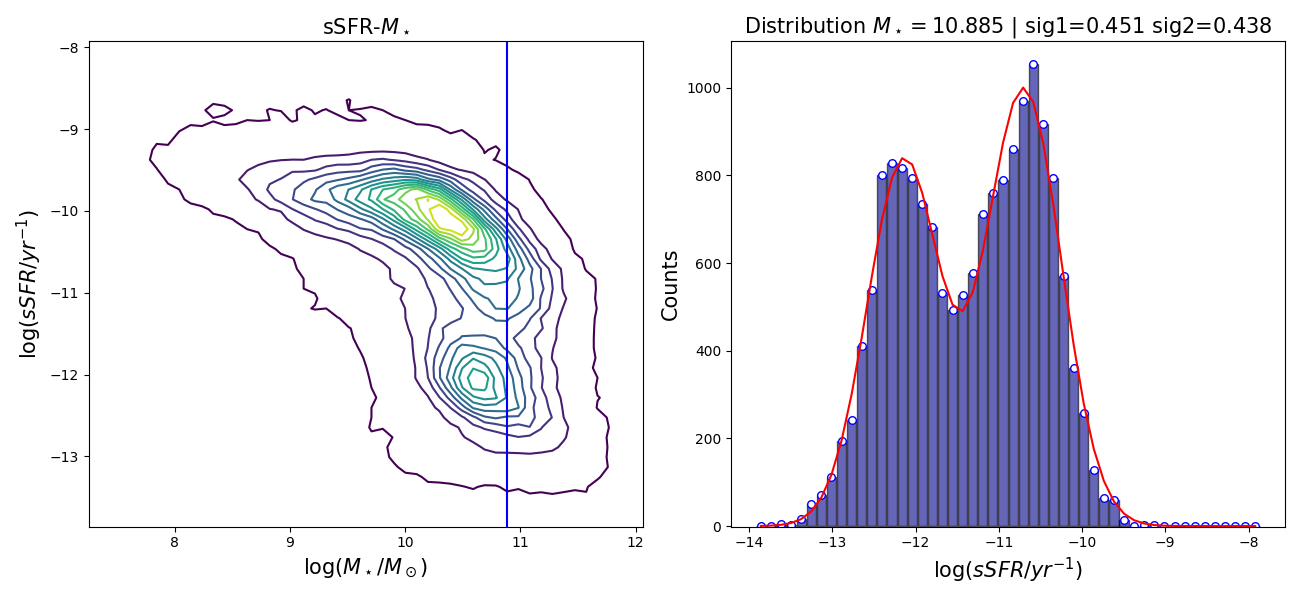 sSFR-$M_\star$
−8
−9
−10
−11
−12
−13
log($sSFR/yr^{-1}$)
8 9 10 11 12
log($M_\star/M_\odot$)
Distribution $M_\star = 10.885$ | sig1=0.451 sig2=0.438
1000
800
600
400
200
0
Counts
−14 −13 −12 −11 −10 −9 −8
log($sSFR/yr^{-1}$)